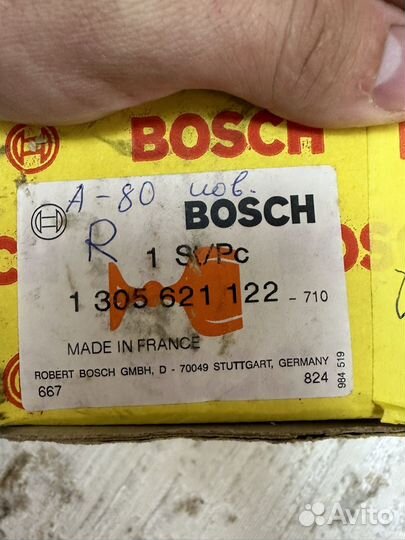 BOSCH
BOSCH
А-80 нов.
BOSCH
R
1 St/Pc
1 305 621 122 - 710
MADE IN FRANCE
ROBERT BOSCH GMBH, D - 70049 STUTTGART, GERMANY
667 824
984 519
Avito